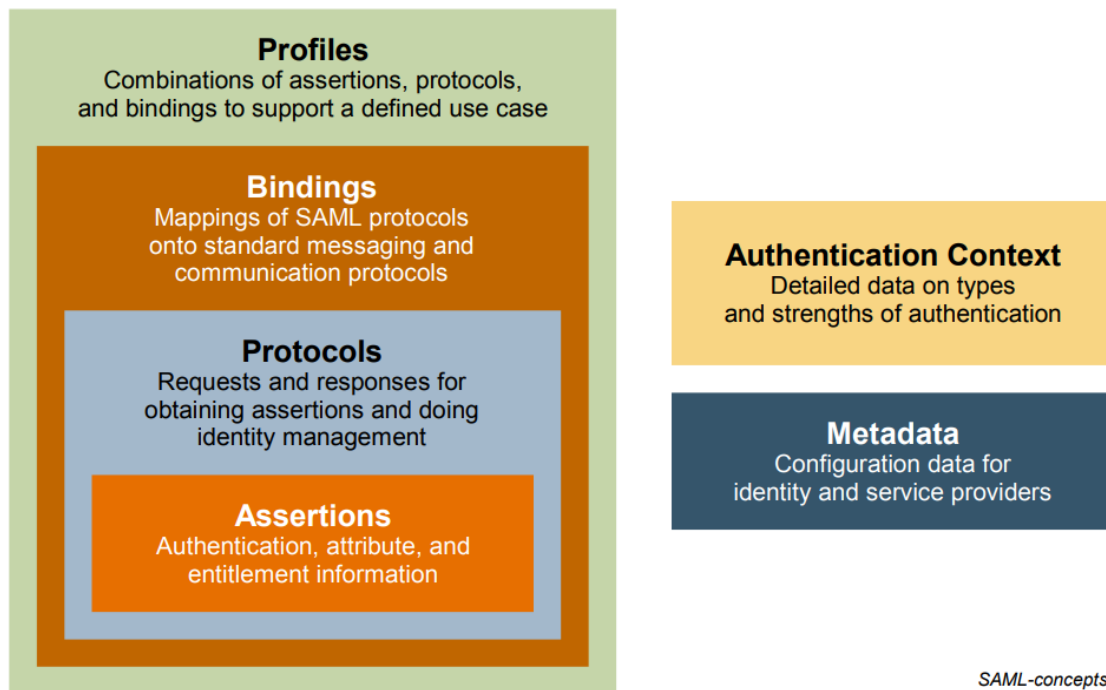 Profiles
Combinations of assertions, protocols,
and bindings to support a defined use case
Bindings
Mappings of SAML protocols
onto standard messaging and
communication protocols
Protocols
Requests and responses for
obtaining assertions and doing
identity management
Assertions
Authentication, attribute, and
entitlement information
Authentication Context
Detailed data on types
and strengths of authentication
Metadata
Configuration data for
identity and service providers
SAML-concepts